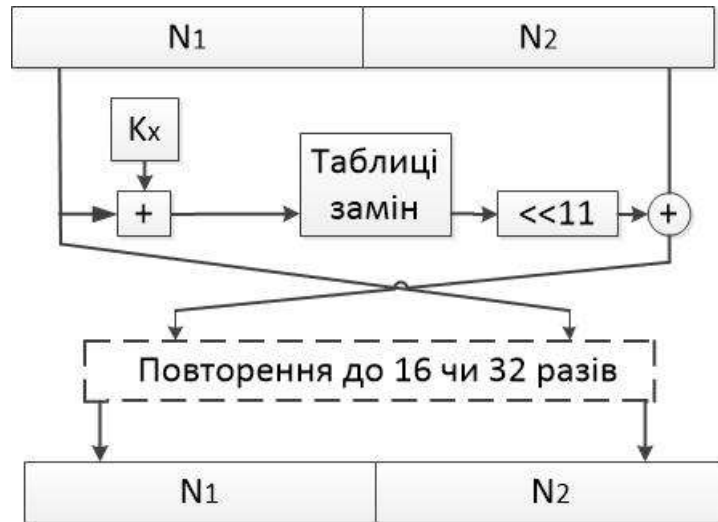 N1
N2
Kx
Таблиці
замін
+
<<11
+
Повторення до 16 чи 32 разів
N1
N2